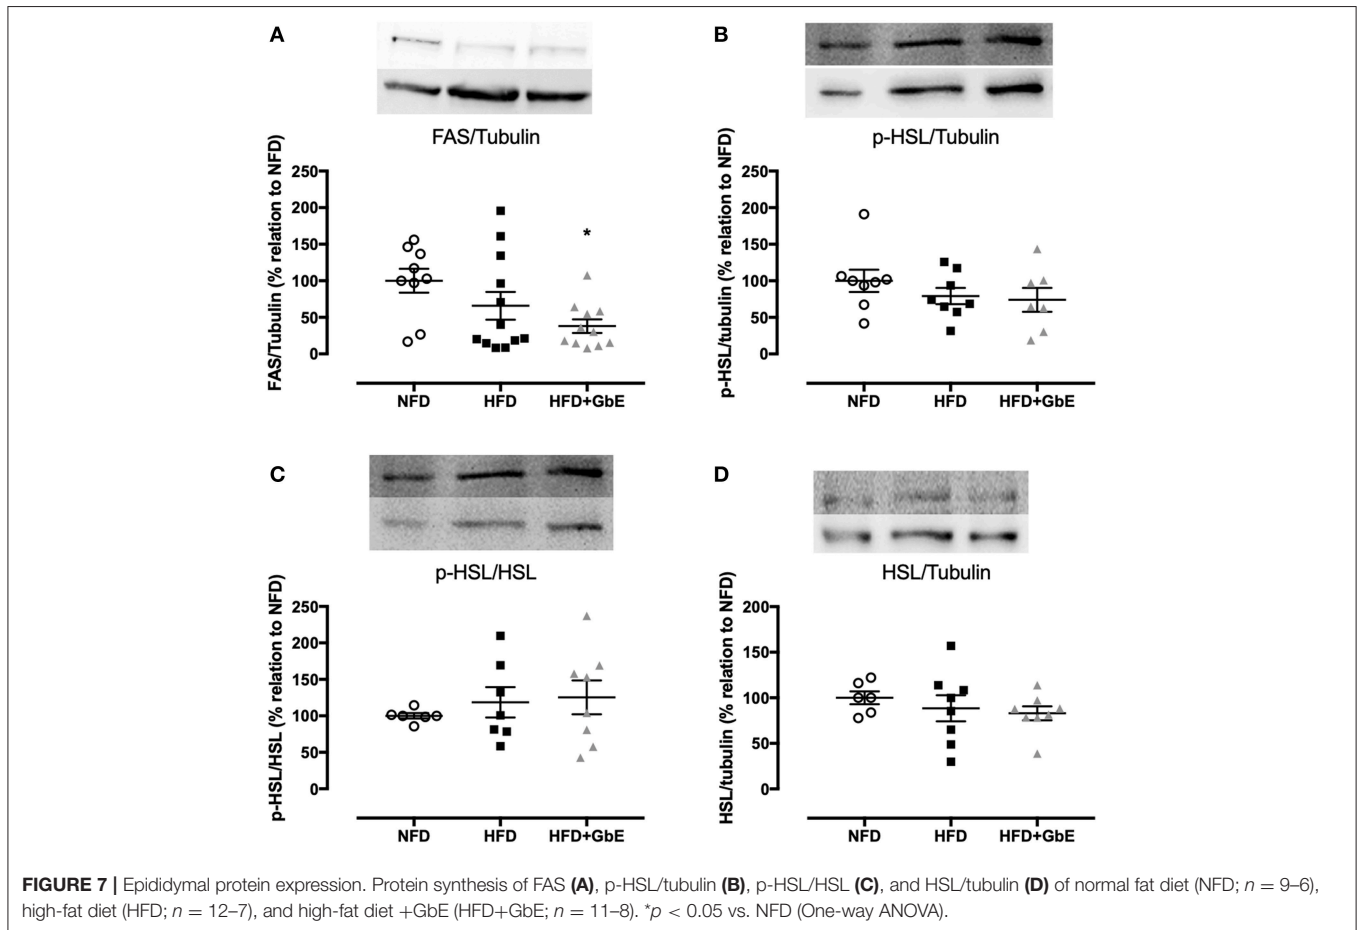 A
FAS/Tubulin
FAS/Tubulin (% relation to NFD)
250
200
150
100
50
0
*
NFD HFD HFD+GbE
B
p-HSL/Tubulin
p-HSL/tubulin (% relation to NFD)
250
200
150
100
50
0
NFD HFD HFD+GbE
C
p-HSL/HSL
p-HSL/HSL (% relation to NFD)
250
200
150
100
50
0
NFD HFD HFD+GbE
D
HSL/Tubulin
HSL/tubulin (% relation to NFD)
200
150
100
50
0
NFD HFD HFD+GbE
FIGURE 7 | Epididymal protein expression. Protein synthesis of FAS (A), p-HSL/tubulin (B), p-HSL/HSL (C), and HSL/tubulin (D) of normal fat diet (NFD; n = 9–6),
high-fat diet (HFD; n = 12–7), and high-fat diet +GbE (HFD+GbE; n = 11–8). *p < 0.05 vs. NFD (One-way ANOVA).